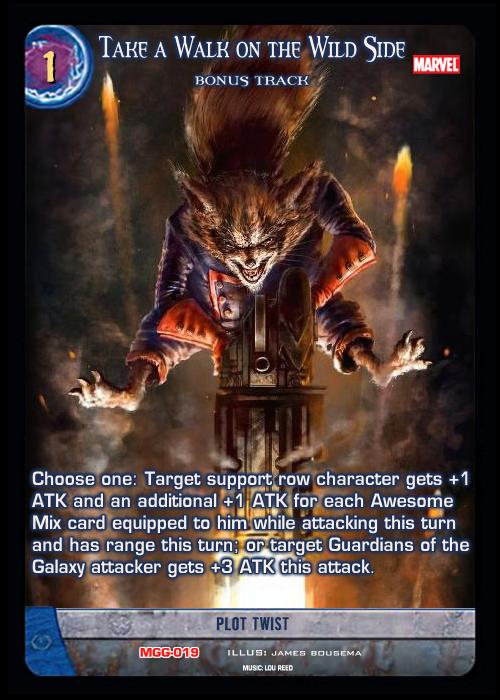 1
Take a Walk on the Wild Side
BONUS TRACK
MARVEL
Choose one: Target support row character gets +1
ATK and an additional +1 ATK for each Awesome
Mix card equipped to him while attacking this turn
and has range this turn; or target Guardians of the
Galaxy attacker gets +3 ATK this attack.
PLOT TWIST
MGG-019 ILLUS: JAMES BOUSEMA
MUSIC: LOU REED